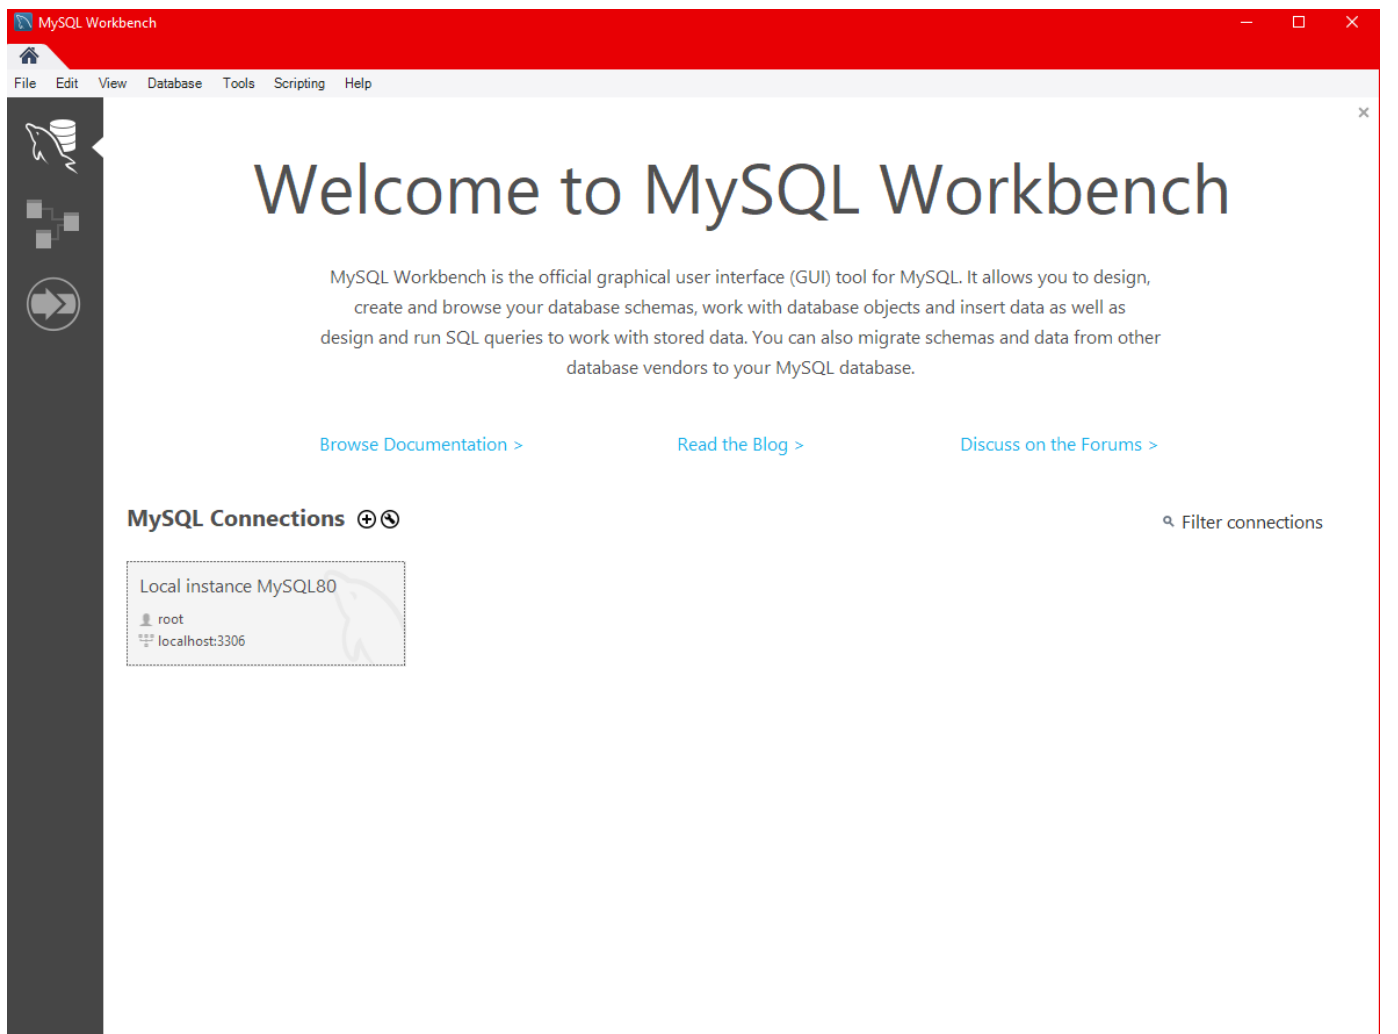 MySQL Workbench
File Edit View Database Tools Scripting Help
Welcome to MySQL Workbench
MySQL Workbench is the official graphical user interface (GUI) tool for MySQL. It allows you to design,
create and browse your database schemas, work with database objects and insert data as well as
design and run SQL queries to work with stored data. You can also migrate schemas and data from other
database vendors to your MySQL database.
Browse Documentation > Read the Blog > Discuss on the Forums >
MySQL Connections Filter connections
Local instance MySQL80
root
localhost:3306